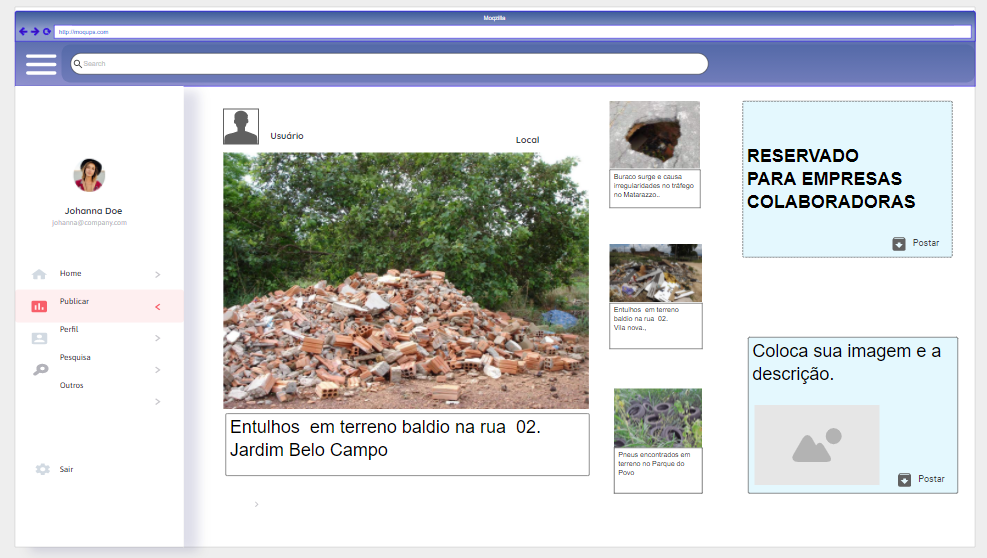 Moqzilla
http://moqups.com
Search
Johanna Doe
johanna@company.com
Home
Publicar
Perfil
Pesquisa
Outros
Sair
Usuário
Local
Entulhos em terreno baldio na rua 02.
Jardim Belo Campo
Buraco surge e causa
irregularidades no tráfego
no Matarazzo..
Entulhos em terreno
baldio na rua 02.
Vila nova.,
Pneus encontrados em
terreno no Parque do
Povo
RESERVADO
PARA EMPRESAS
COLABORADORAS
Postar
Coloca sua imagem e a
descrição.
Postar